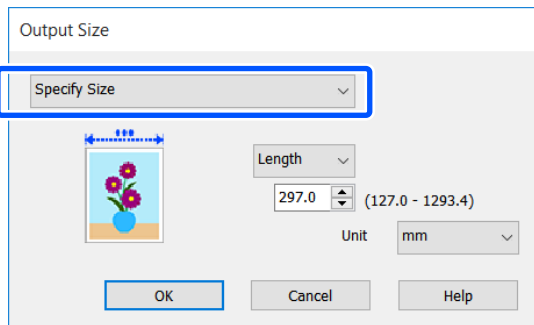 Output Size
Specify Size
Length
297.0 (127.0 - 1293.4)
Unit mm
OK Cancel Help